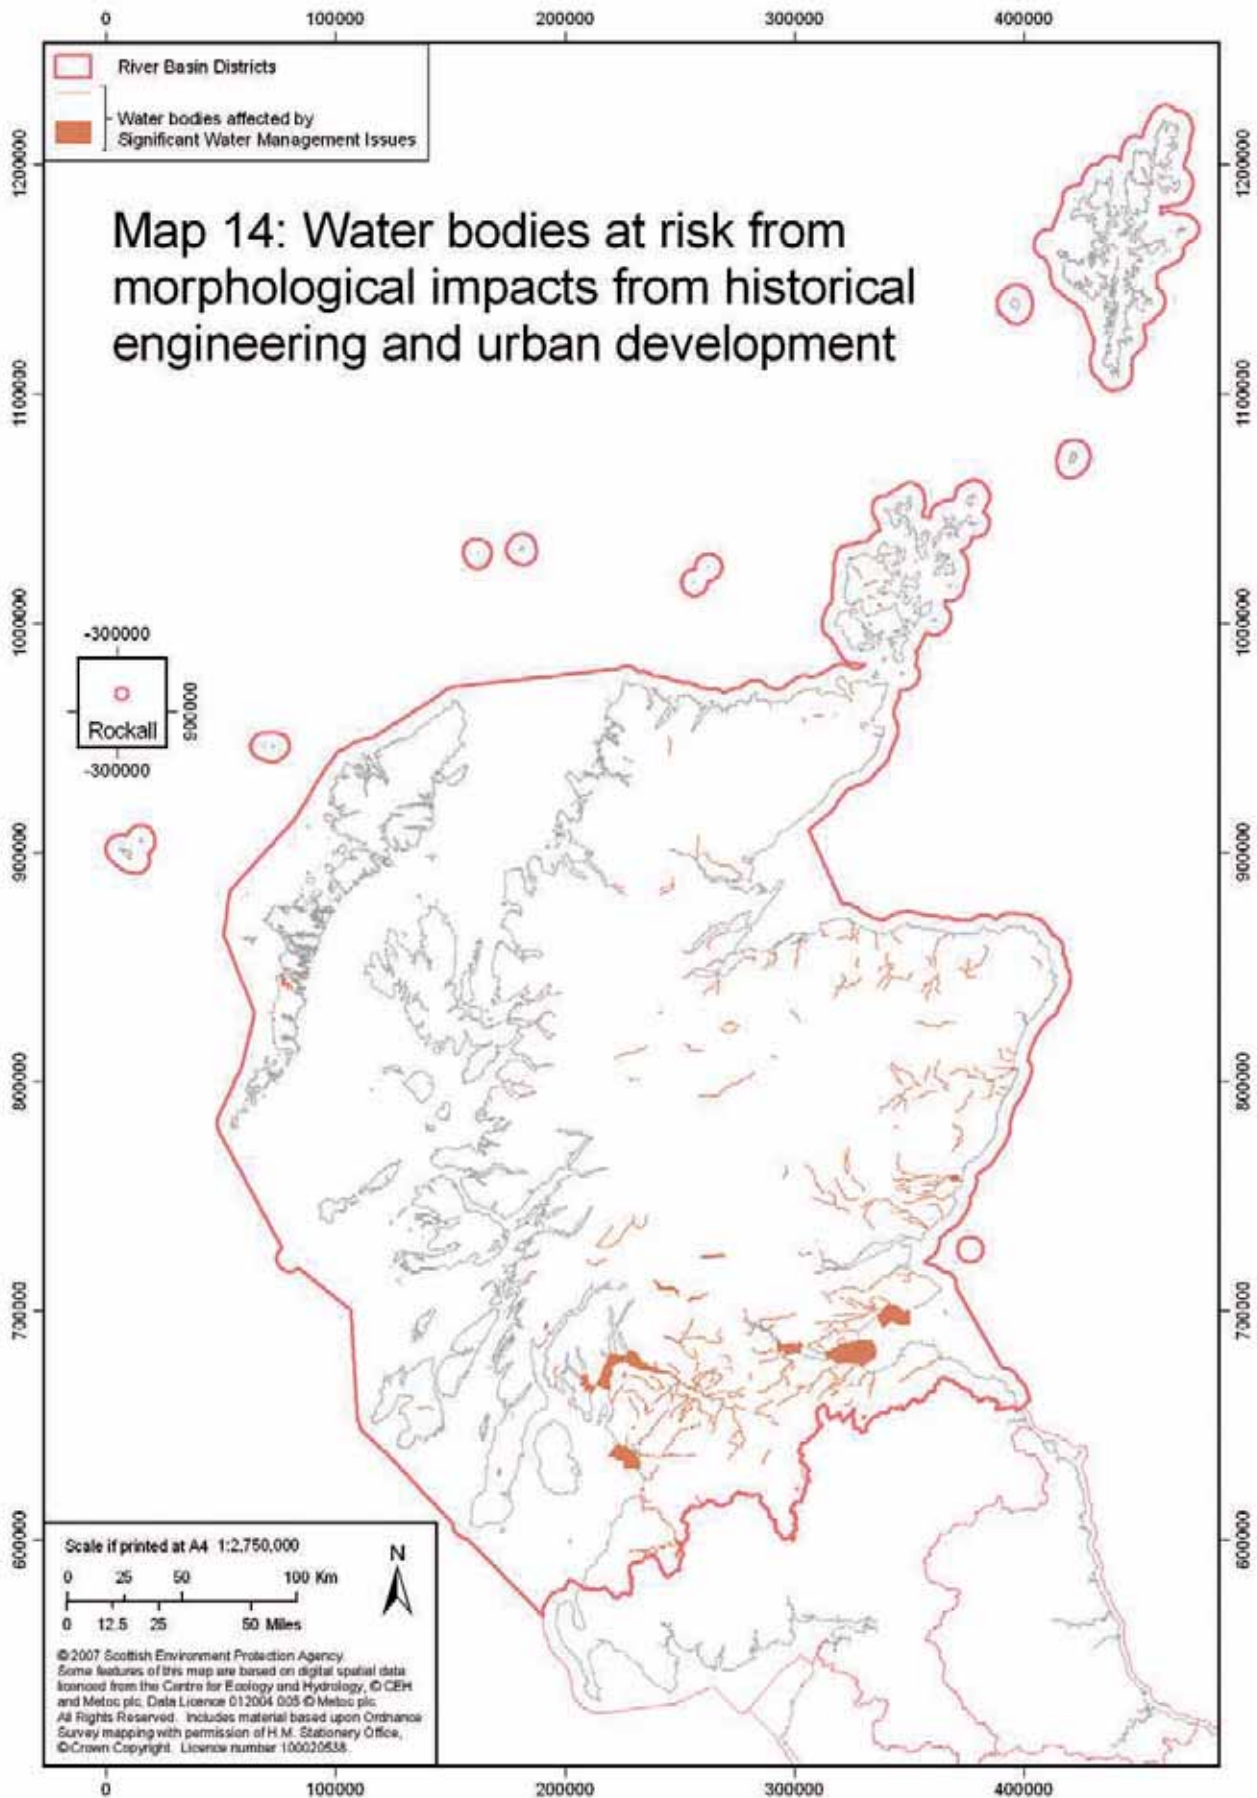 0 100000 200000 300000 400000
River Basin Districts
Water bodies affected by
Significant Water Management Issues
Map 14: Water bodies at risk from
morphological impacts from historical
engineering and urban development
1200000 1200000
1100000 1100000
1000000 1000000
-300000
900000
Rockall
-300000
900000 900000
800000 800000
700000 700000
600000 600000
Scale if printed at A4 1:2,750,000
N
0 25 50 100 Km
0 12.5 25 50 Miles
© 2007 Scottish Environment Protection Agency.
Some features of this map are based on digital spatial data
licenced from the Centre for Ecology and Hydrology, © CEH
and Metoc plc, Data Licence 012004.005 © Metoc plc.
All Rights Reserved. Includes material based upon Ordnance
Survey mapping with permission of H.M. Stationery Office,
© Crown Copyright. Licence number 100020538.
0 100000 200000 300000 400000